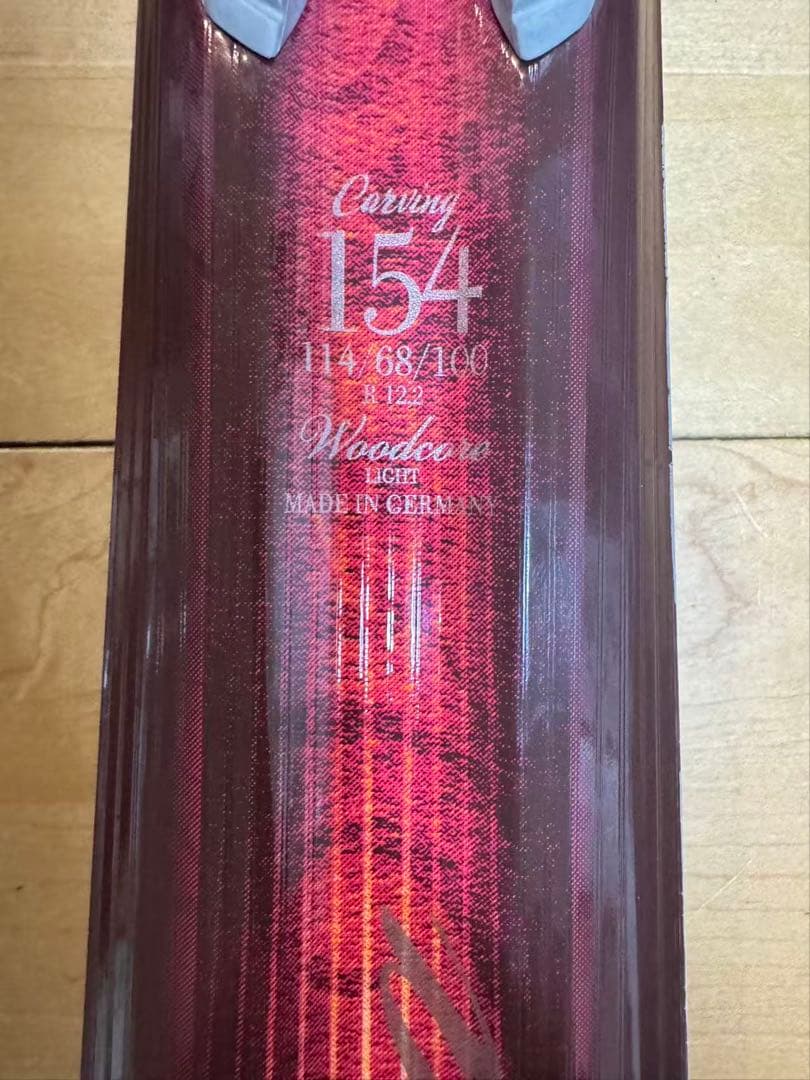 Carving
154
114/68/100
R 12.2
Woodcore
LIGHT
MADE IN GERMANY